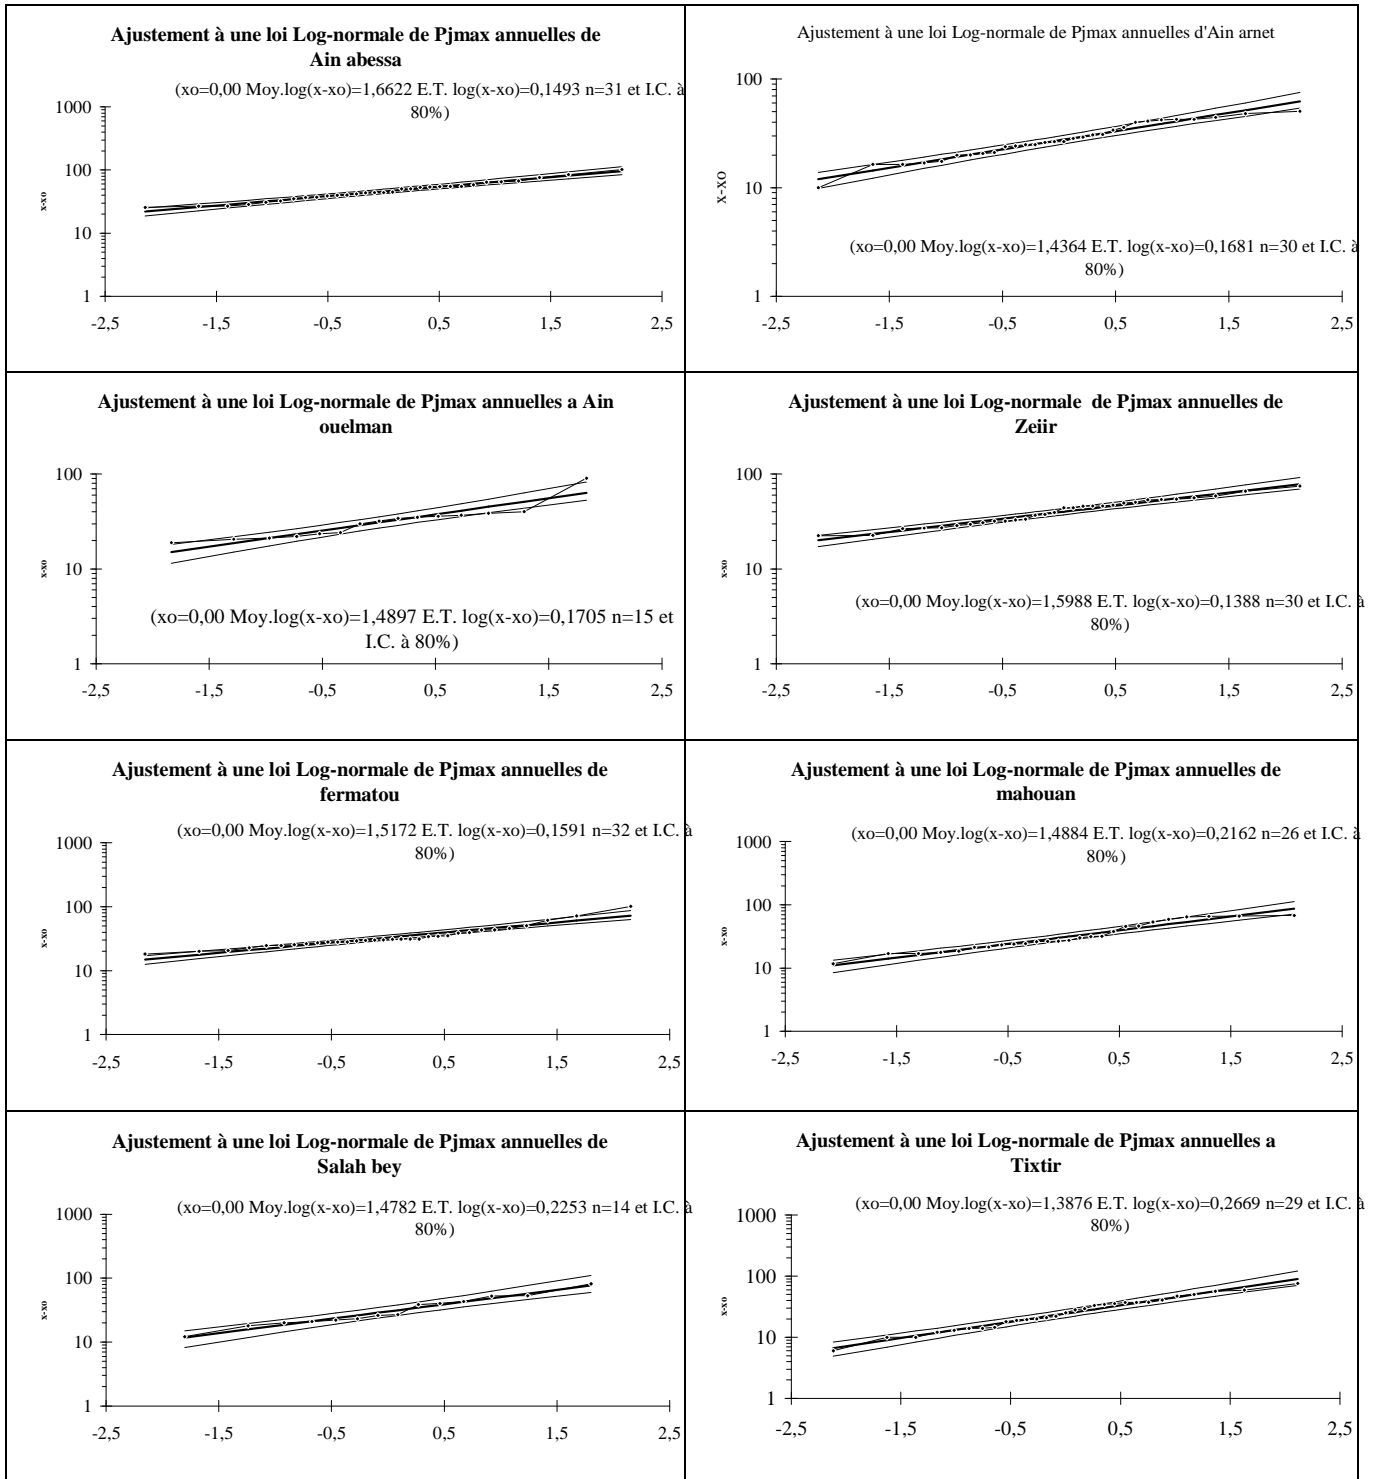 Ajustement à une loi Log-normale de Pjmax annuelles de
Ain abessa
(xo=0,00 Moy.log(x-xo)=1,6622 E.T. log(x-xo)=0,1493 n=31 et I.C. à
80%)
1000
100
10
1
x-xo
-2,5 -1,5 -0,5 0,5 1,5 2,5
Ajustement à une loi Log-normale de Pjmax annuelles d'Ain arnet
100
10
1
x-xo
(xo=0,00 Moy.log(x-xo)=1,4364 E.T. log(x-xo)=0,1681 n=30 et I.C. à
80%)
-2,5 -1,5 -0,5 0,5 1,5 2,5
Ajustement à une loi Log-normale de Pjmax annuelles a Ain
ouelman
100
10
1
x-xo
(xo=0,00 Moy.log(x-xo)=1,4897 E.T. log(x-xo)=0,1705 n=15 et
I.C. à 80%)
-2,5 -1,5 -0,5 0,5 1,5 2,5
Ajustement à une loi Log-normale de Pjmax annuelles de
Zeiir
100
10
1
x-xo
(xo=0,00 Moy.log(x-xo)=1,5988 E.T. log(x-xo)=0,1388 n=30 et I.C. à
80%)
-2,5 -1,5 -0,5 0,5 1,5 2,5
Ajustement à une loi Log-normale de Pjmax annuelles de
fermatou
(xo=0,00 Moy.log(x-xo)=1,5172 E.T. log(x-xo)=0,1591 n=32 et I.C. à
80%)
1000
100
10
1
x-xo
-2,5 -1,5 -0,5 0,5 1,5 2,5
Ajustement à une loi Log-normale de Pjmax annuelles de
mahouan
(xo=0,00 Moy.log(x-xo)=1,4884 E.T. log(x-xo)=0,2162 n=26 et I.C. à
80%)
1000
100
10
1
x-xo
-2,5 -1,5 -0,5 0,5 1,5 2,5
Ajustement à une loi Log-normale de Pjmax annuelles de
Salah bey
(xo=0,00 Moy.log(x-xo)=1,4782 E.T. log(x-xo)=0,2253 n=14 et I.C. à
80%)
1000
100
10
1
x-xo
-2,5 -1,5 -0,5 0,5 1,5 2,5
Ajustement à une loi Log-normale de Pjmax annuelles a
Tixtir
(xo=0,00 Moy.log(x-xo)=1,3876 E.T. log(x-xo)=0,2669 n=29 et I.C. à
80%)
1000
100
10
1
x-xo
-2,5 -1,5 -0,5 0,5 1,5 2,5